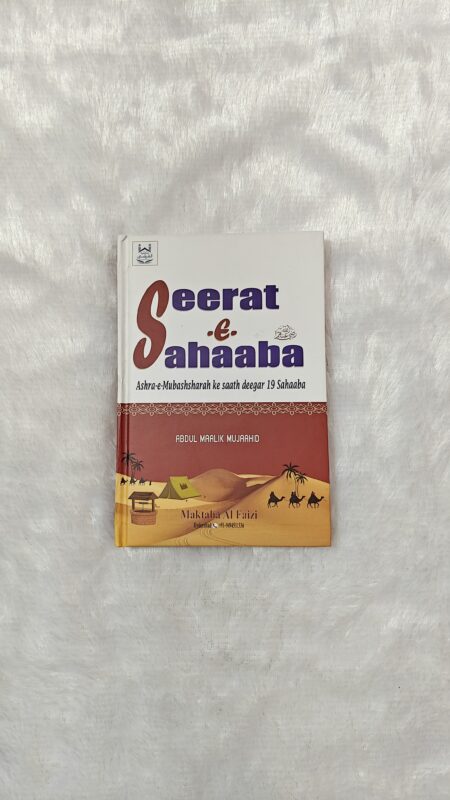 Seerat
-e-
Sahaaba
Ashra-e-Mubashsharah ke saath deegar 19 Sahaaba
ABDUL MAALIK MUJAAHID
Maktaba Al Faizi